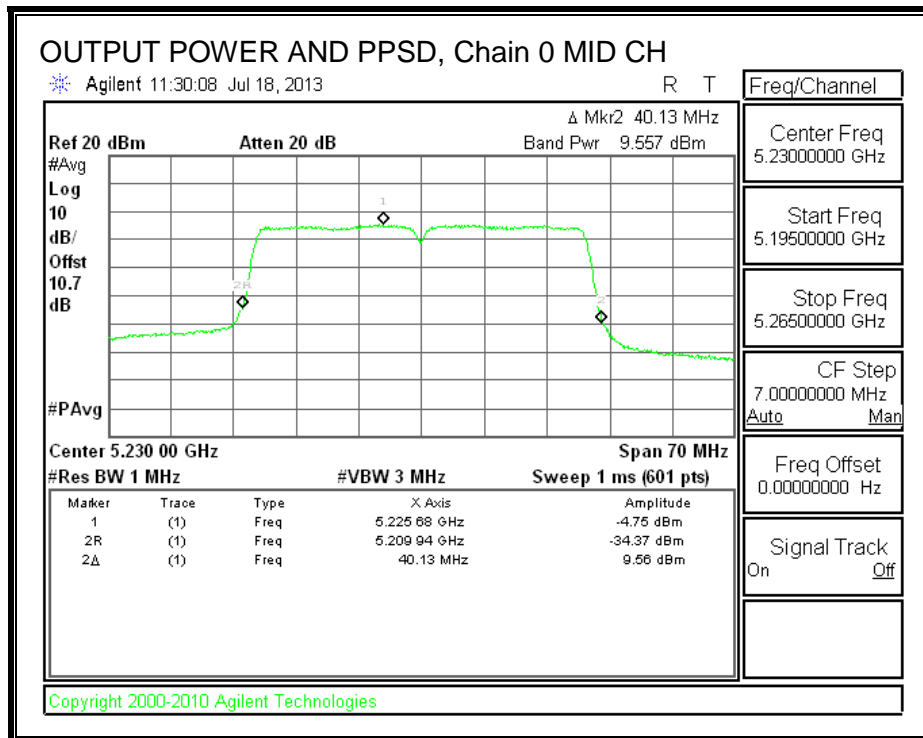 OUTPUT POWER AND PPSD, Chain 0 MID CH
Agilent 11:30:08 Jul 18, 2013 R T
Δ Mkr2 40.13 MHz
Ref 20 dBm Atten 20 dB Band Pwr 9.557 dBm
#Avg
Log
10
dB/
Offst
10.7
dB
#PAvg
1
2R
2
Center 5.230 00 GHz Span 70 MHz
#Res BW 1 MHz #VBW 3 MHz Sweep 1 ms (601 pts)
Marker Trace Type X Axis Amplitude
1 (1) Freq 5.225 68 GHz -4.75 dBm
2R (1) Freq 5.209 94 GHz -34.37 dBm
2Δ (1) Freq 40.13 MHz 9.56 dBm
Freq/Channel
Center Freq
5.23000000 GHz
Start Freq
5.19500000 GHz
Stop Freq
5.26500000 GHz
CF Step
7.00000000 MHz
Auto Man
Freq Offset
0.00000000 Hz
Signal Track
On Off
Copyright 2000-2010 Agilent Technologies